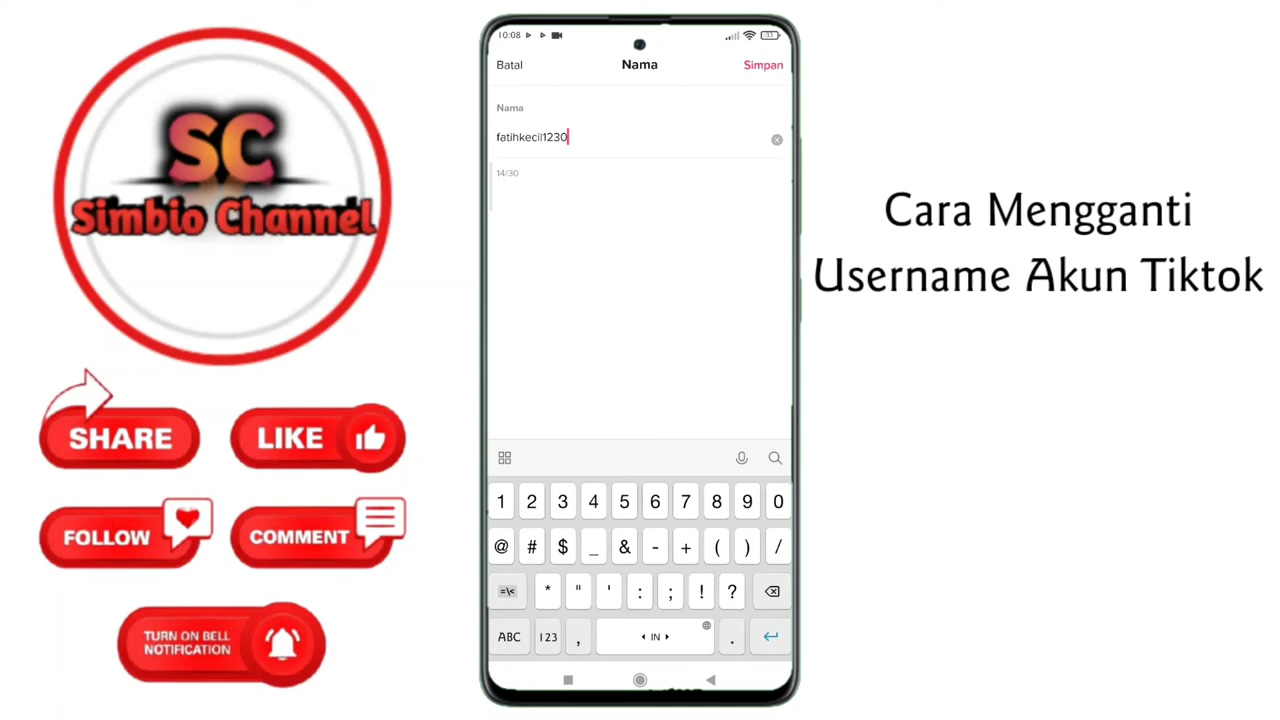 SC
Simbio Channel
SHARE
LIKE
FOLLOW
COMMENT
TURN ON BELL
NOTIFICATION
10:08
33
Batal
Nama
Simpan
Nama
fatihkecil1230
14/30
1 2 3 4 5 6 7 8 9 0
@ # $ _ & - + ( ) /
=\< * " ' : ; ! ?
ABC 123 , IN .
Cara Mengganti
Username Akun Tiktok